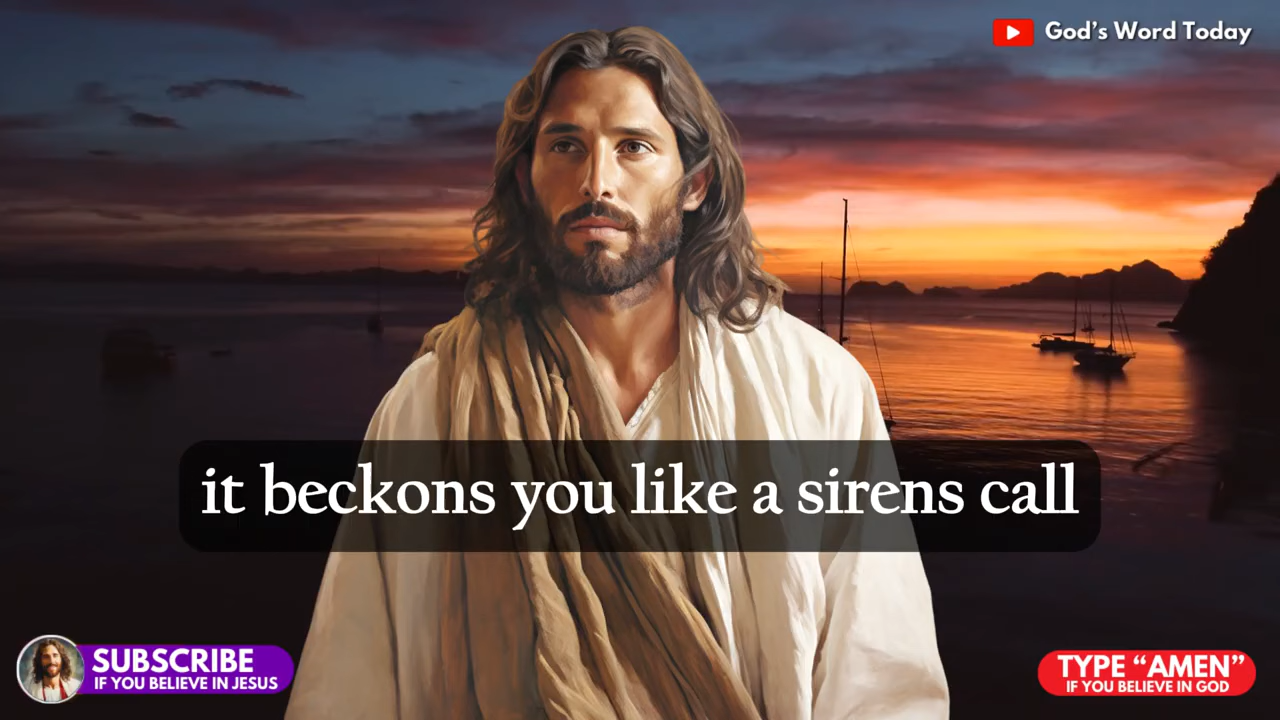 God's Word Today
it beckons you like a sirens call
SUBSCRIBE
IF YOU BELIEVE IN JESUS
TYPE “AMEN”
IF YOU BELIEVE IN GOD